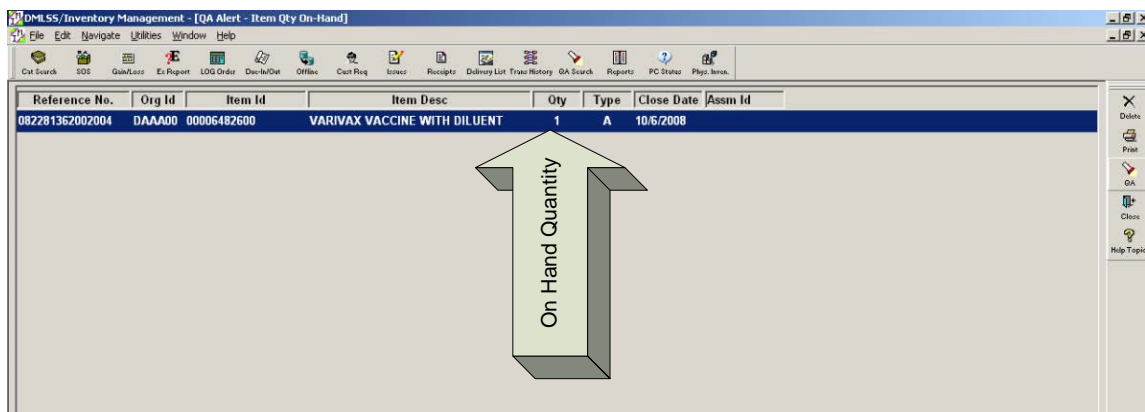 DMLSS/Inventory Management - [QA Alert - Item Qty On-Hand]
File Edit Navigate Utilities Window Help
Cat Search SOS Gain/Loss Ex Report LOG Order Due-In/Out Offline Cust Req Issues Receipts Delivery List Trans History QA Search Reports PC Status Phys. Inven.
Reference No. Org Id Item Id Item Desc Qty Type Close Date Assm Id
082281362002004 DAAA00 00006482600 VARIVAX VACCINE WITH DILUENT 1 A 10/6/2008
On Hand Quantity
Delete
Print
QA
Close
Help Topic